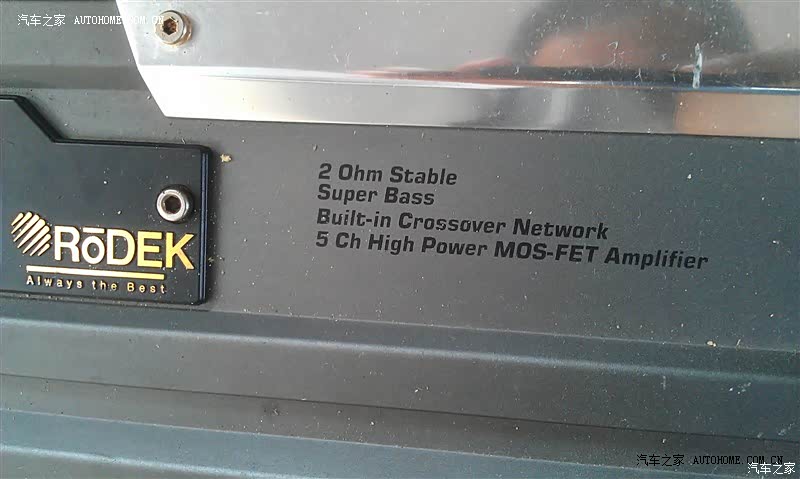 汽车之家 AUTOHOME.COM.CN
2 Ohm Stable
Super Bass
Built-in Crossover Network
5 Ch High Power MOS-FET Amplifier
RōDEK
Always the Best
汽车之家 AUTOHOME.COM.CN
汽车之家